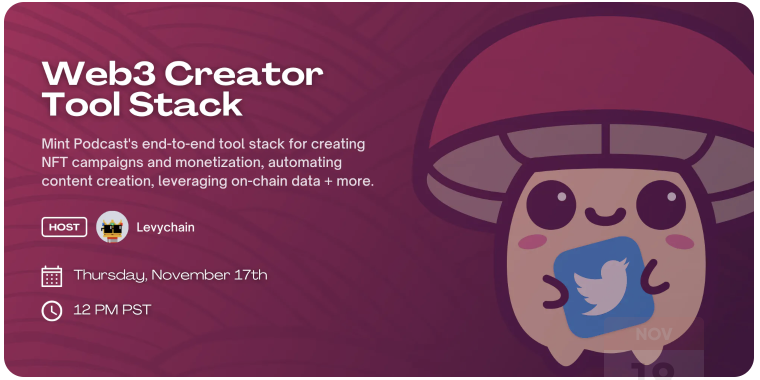 Web3 Creator
Tool Stack
Mint Podcast's end-to-end tool stack for creating
NFT campaigns and monetization, automating
content creation, leveraging on-chain data + more.
HOST Levychain
Thursday, November 17th
12 PM PST
NOV
19